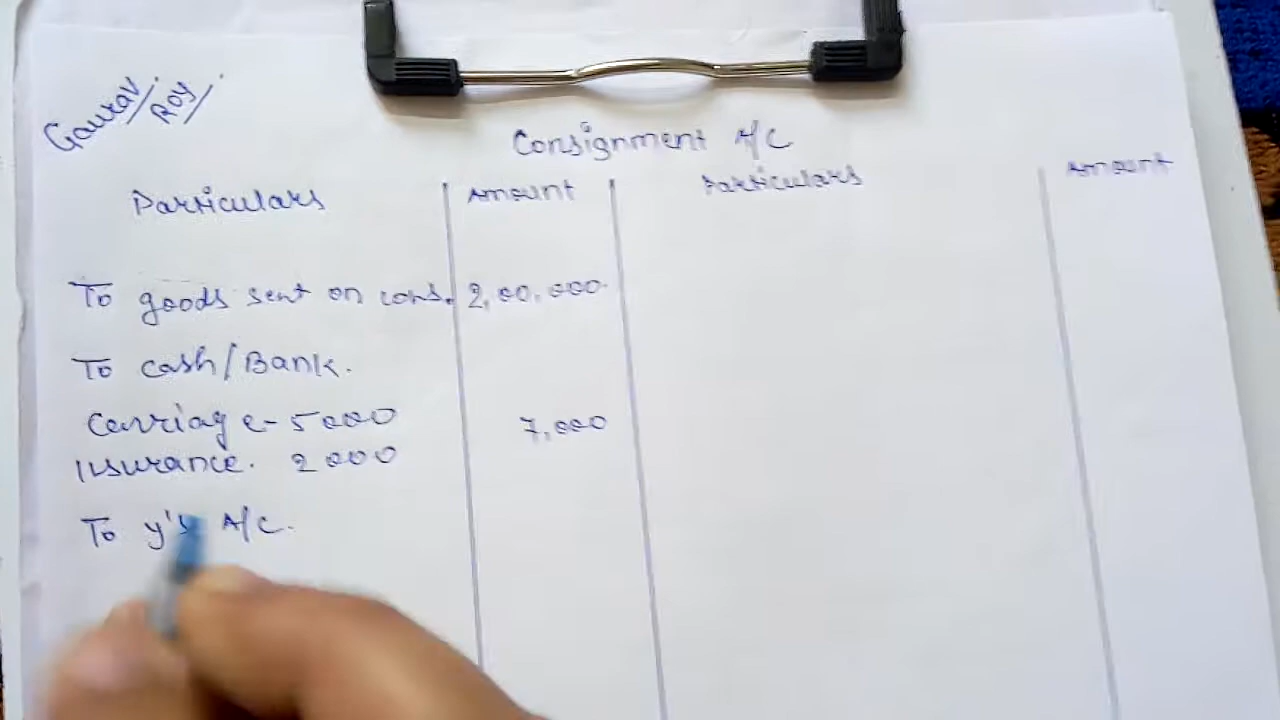 Gaurav/
Roy/
Consignment A/C
Particulars Amount Particulars Amount
To goods sent on cons. 2,00,000
To cash/Bank.
Carriage - 5000 7,000
Insurance. 2000
To y's A/C.